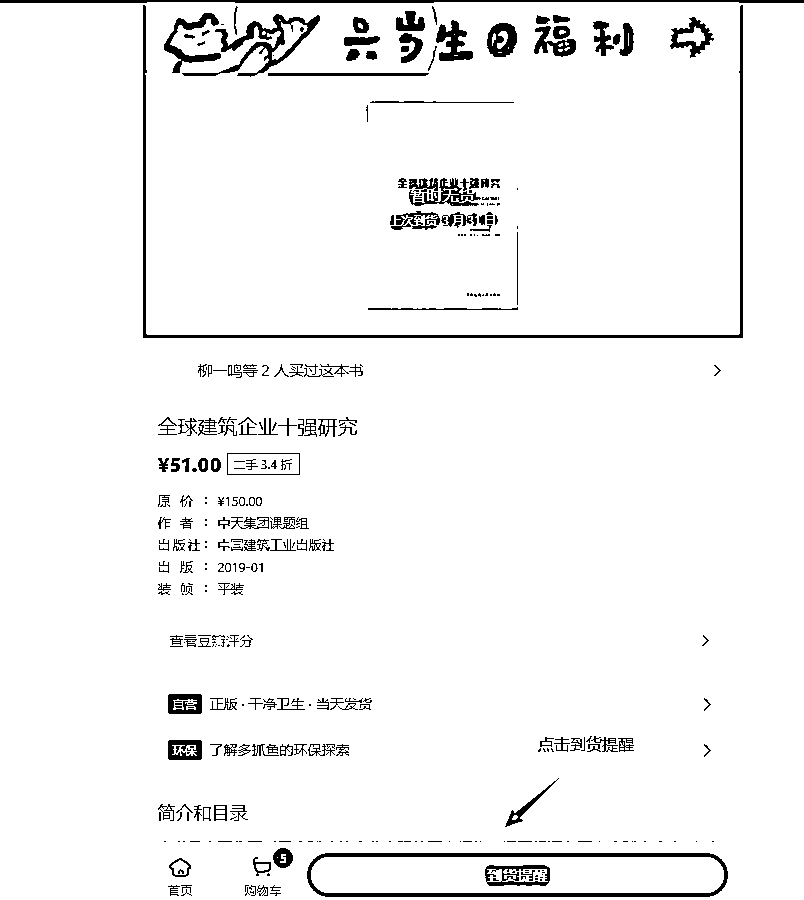 六岁生日福利
全球建筑企业十强研究
暂时无货
上次到货 3月31日
柳一鸣等 2 人买过这本书
全球建筑企业十强研究
¥51.00 二手 3.4 折
原 价 : ¥150.00
作 者 : 中天集团课题组
出版社 : 中国建筑工业出版社
出 版 : 2019-01
装 帧 : 平装
查看豆瓣评分
自营 正版 · 干净卫生 · 当天发货
环保 了解多抓鱼的环保探索
点击到货提醒
简介和目录
5
首页 购物车 到货提醒